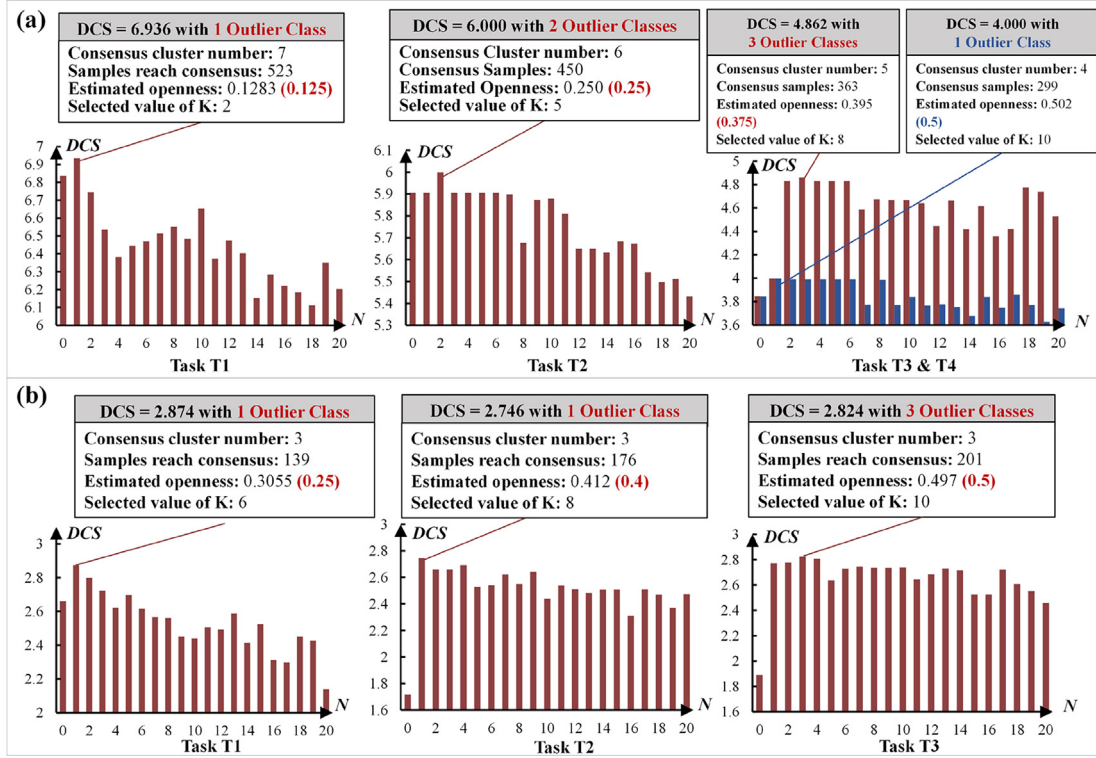 (a)
DCS = 6.936 with 1 Outlier Class
Consensus cluster number: 7
Samples reach consensus: 523
Estimated openness: 0.1283 (0.125)
Selected value of K: 2
DCS
7
6.9
6.8
6.7
6.6
6.5
6.4
6.3
6.2
6.1
6
N
0 2 4 6 8 10 12 14 16 18 20
Task T1
DCS = 6.000 with 2 Outlier Classes
Consensus Cluster number: 6
Consensus Samples: 450
Estimated Openness: 0.250 (0.25)
Selected value of K: 5
DCS
6.1
6
5.9
5.8
5.7
5.6
5.5
5.4
5.3
N
0 2 4 6 8 10 12 14 16 18 20
Task T2
DCS = 4.862 with
3 Outlier Classes
Consensus cluster number: 5
Consensus samples: 363
Estimated openness: 0.395
(0.375)
Selected value of K: 8
DCS = 4.000 with
1 Outlier Class
Consensus cluster number: 4
Consensus samples: 299
Estimated openness: 0.502
(0.5)
Selected value of K: 10
DCS
5
4.8
4.6
4.4
4.2
4
3.8
3.6
N
0 2 4 6 8 10 12 14 16 18 20
Task T3 & T4
(b)
DCS = 2.874 with 1 Outlier Class
Consensus cluster number: 3
Samples reach consensus: 139
Estimated openness: 0.3055 (0.25)
Selected value of K: 6
DCS
3
2.8
2.6
2.4
2.2
2
N
0 2 4 6 8 10 12 14 16 18 20
Task T1
DCS = 2.746 with 1 Outlier Class
Consensus cluster number: 3
Samples reach consensus: 176
Estimated openness: 0.412 (0.4)
Selected value of K: 8
DCS
3
2.8
2.6
2.4
2.2
2
1.8
1.6
N
0 2 4 6 8 10 12 14 16 18 20
Task T2
DCS = 2.824 with 3 Outlier Classes
Consensus cluster number: 3
Samples reach consensus: 201
Estimated openness: 0.497 (0.5)
Selected value of K: 10
DCS
3
2.8
2.6
2.4
2.2
2
1.8
1.6
N
0 2 4 6 8 10 12 14 16 18 20
Task T3